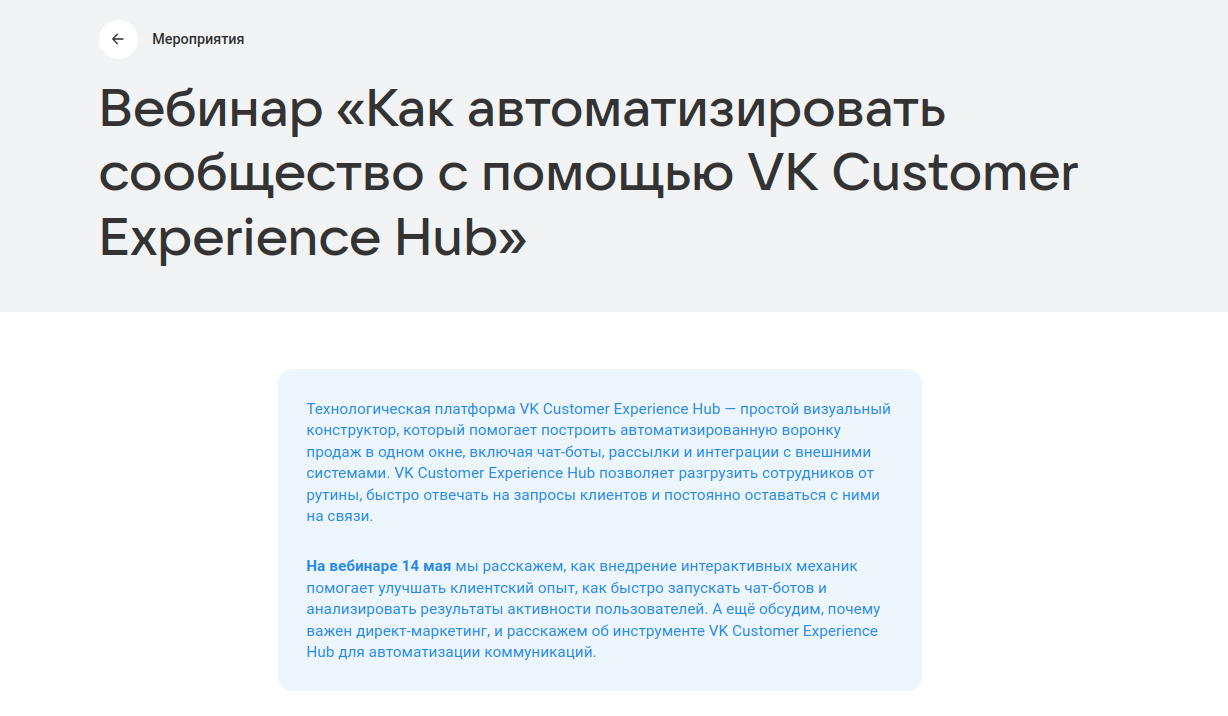 Мероприятия
Вебинар «Как автоматизировать
сообщество с помощью VK Customer
Experience Hub»
Технологическая платформа VK Customer Experience Hub — простой визуальный
конструктор, который помогает построить автоматизированную воронку
продаж в одном окне, включая чат-боты, рассылки и интеграции с внешними
системами. VK Customer Experience Hub позволяет разгрузить сотрудников от
рутины, быстро отвечать на запросы клиентов и постоянно оставаться с ними
на связи.
На вебинаре 14 мая мы расскажем, как внедрение интерактивных механик
помогает улучшать клиентский опыт, как быстро запускать чат-ботов и
анализировать результаты активности пользователей. А ещё обсудим, почему
важен директ-маркетинг, и расскажем об инструменте VK Customer Experience
Hub для автоматизации коммуникаций.